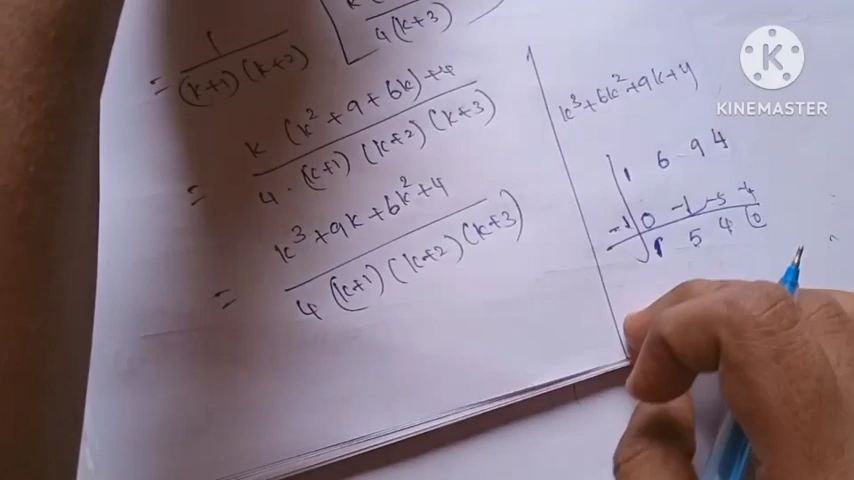 = 1/((k+1)(k+2)) [ k/(4(k+3))
= (k (k²+9+6k)+4)/(4.(k+1)(k+2)(k+3))
= (k³+9k+6k²+4)/(4(k+1)(k+2)(k+3))
k³+6k²+9k+4
1 6 9 4
-1 0 -1 -5 -4
1 5 4 0
K
KINEMASTER